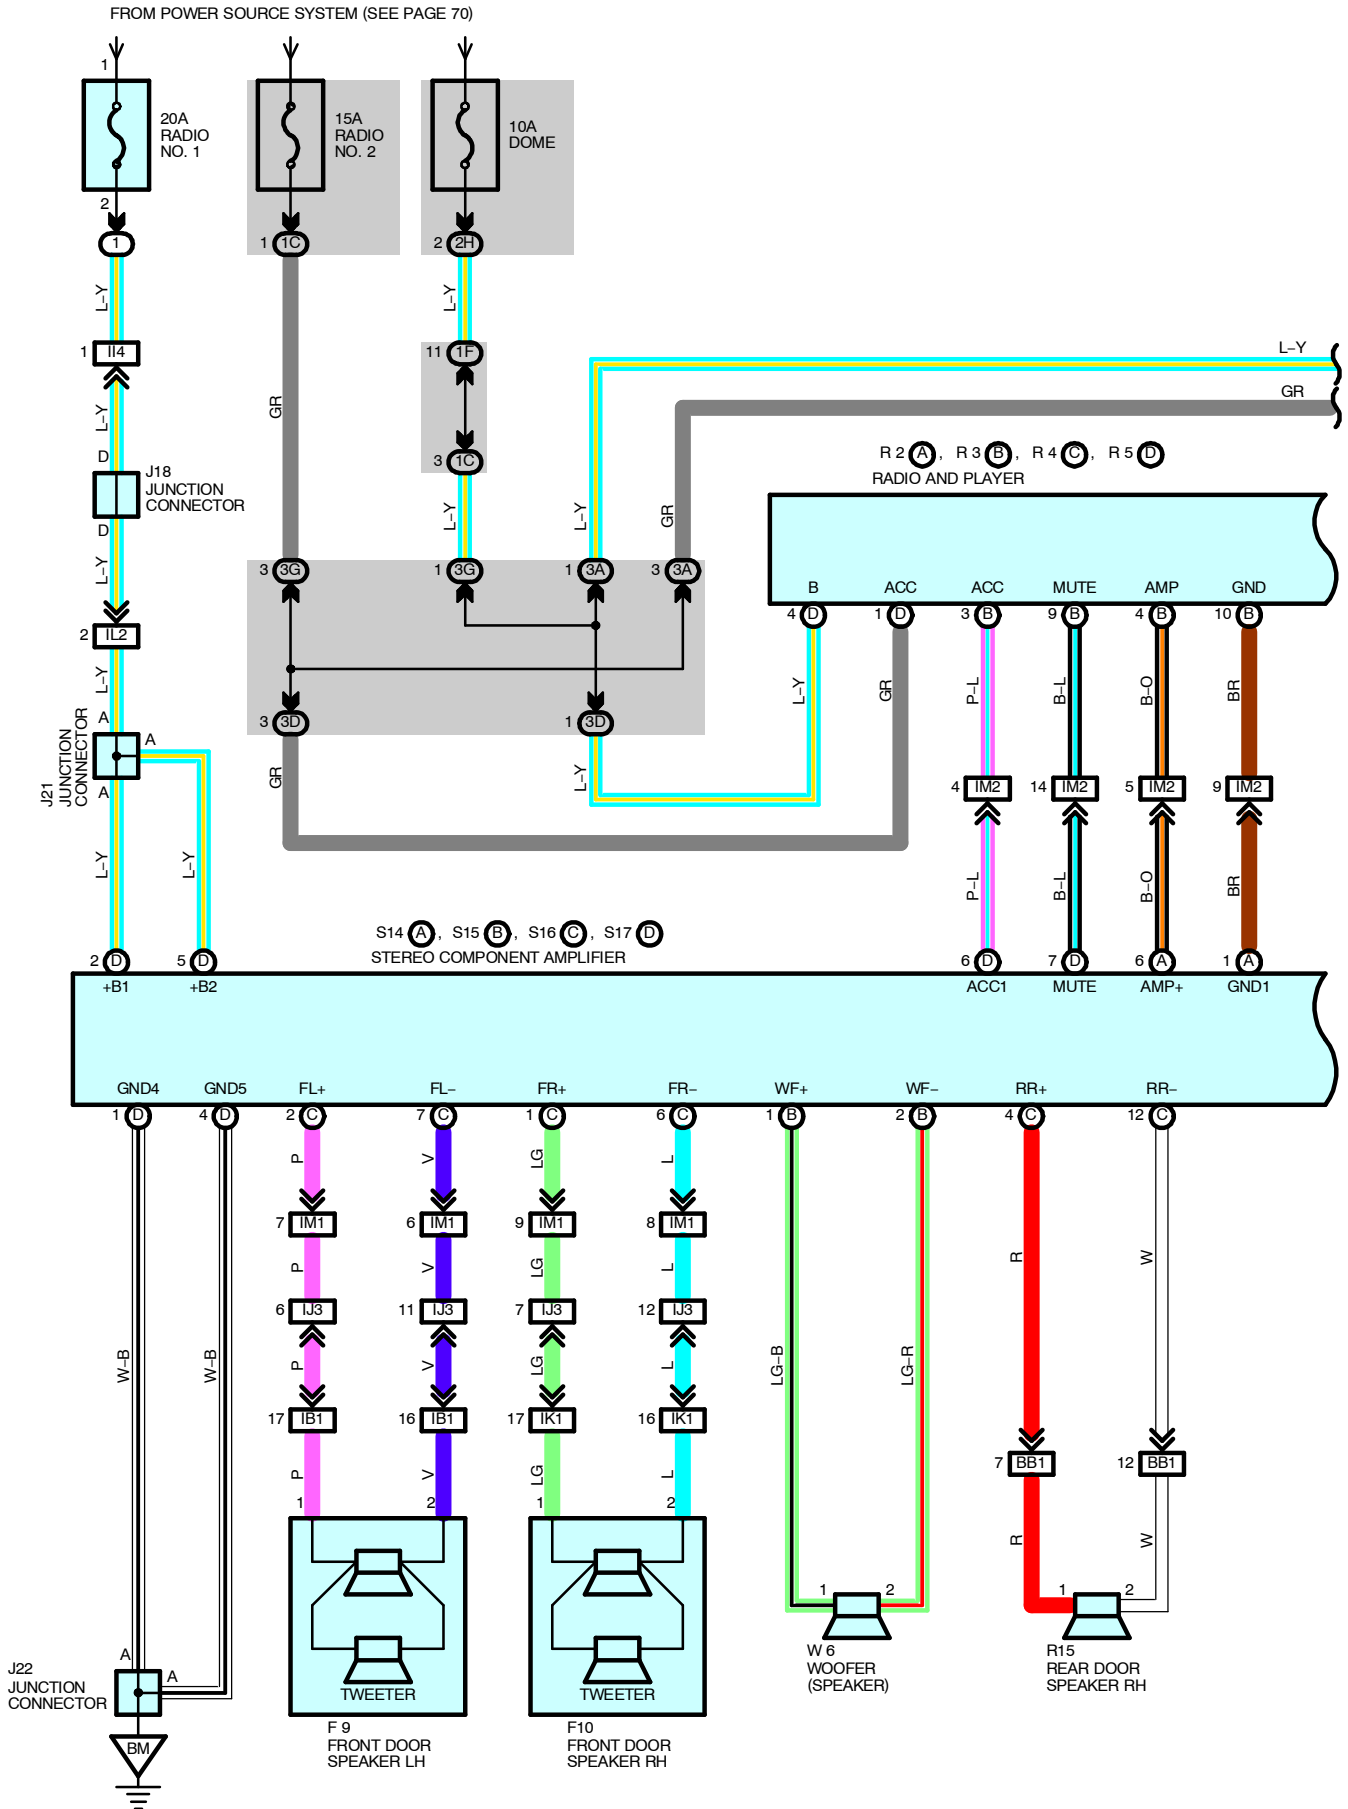 FROM POWER SOURCE SYSTEM (SEE PAGE 70)
1
20A
RADIO
NO. 1
15A
RADIO
NO. 2
10A
DOME
2
1
1 1C
2 2H
L-Y
L-Y
1 II4
11 1F
L-Y
GR
L-Y
GR
3 1C
R 2 A , R 3 B , R 4 C , R 5 D
RADIO AND PLAYER
D
J18
JUNCTION
CONNECTOR
D
L-Y
L-Y
L-Y
GR
3 3G
1 3G
1 3A
3 3A
B ACC ACC MUTE AMP GND
4 D 1 D 3 B 9 B 4 B 10 B
2 IL2
L-Y
L-Y
GR
P-L
B-L
B-O
BR
A
3 3D
1 3D
J21
JUNCTION
CONNECTOR
A
A
GR
L-Y
4 IM2
14 IM2
5 IM2
9 IM2
L-Y
L-Y
P-L
B-L
B-O
BR
S14 A , S15 B , S16 C , S17 D
STEREO COMPONENT AMPLIFIER
2 D 5 D 6 D 7 D 6 A 1 A
+B1 +B2 ACC1 MUTE AMP+ GND1
GND4 GND5 FL+ FL- FR+ FR- WF+ WF- RR+ RR-
1 D 4 D 2 C 7 C 1 C 6 C 1 B 2 B 4 C 12 C
P V LG L
7 IM1
6 IM1
9 IM1
8 IM1
P V LG L R W
6 IJ3
11 IJ3
7 IJ3
12 IJ3
W-B W-B P V LG L LG-B LG-R
17 IB1
16 IB1
17 IK1
16 IK1
7 BB1
12 BB1
P V LG L
1 2 1 2
R W
1 2
1 2
W 6
WOOFER
(SPEAKER)
R15
REAR DOOR
SPEAKER RH
A
J22
JUNCTION
CONNECTOR
A
TWEETER
TWEETER
F 9
FRONT DOOR
SPEAKER LH
F10
FRONT DOOR
SPEAKER RH
BM